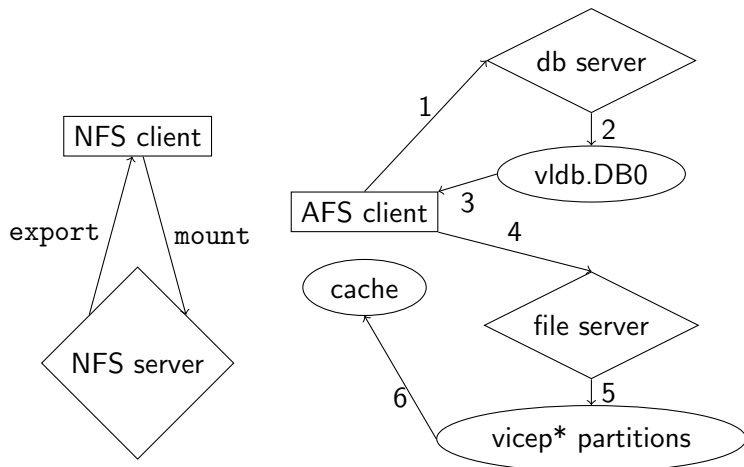 NFS client
export
mount
NFS server
db server
1
2
vldb.DB0
3
AFS client
4
cache
file server
5
6
vicep* partitions